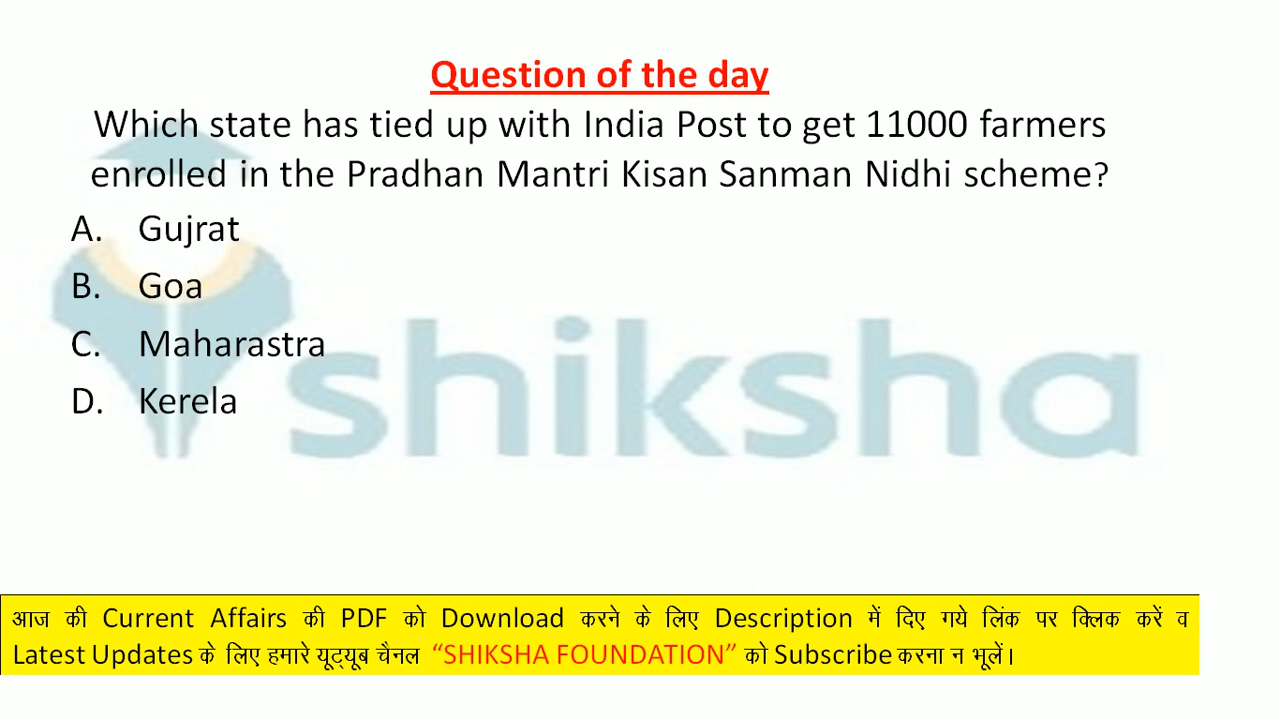 Question of the day
Which state has tied up with India Post to get 11000 farmers
enrolled in the Pradhan Mantri Kisan Sanman Nidhi scheme?
A. Gujrat
B. Goa
C. Maharastra
D. Kerela
shiksha
आज की Current Affairs की PDF को Download करने के लिए Description में दिए गये लिंक पर क्लिक करें व
Latest Updates के लिए हमारे यूट्यूब चैनल “SHIKSHA FOUNDATION” को Subscribe करना न भूलें।